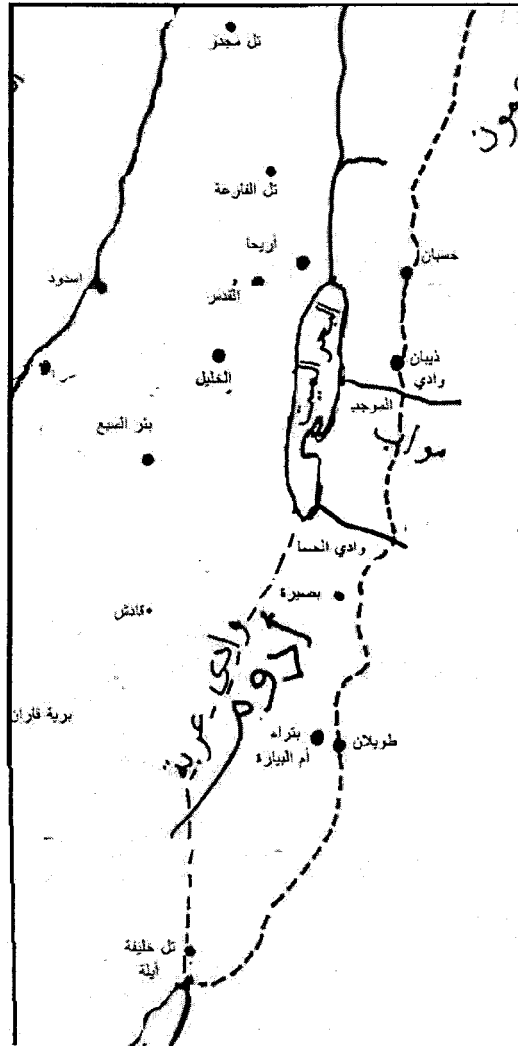 تل مجدو
مون
تل الفارعة
أريحا
حسبان
اسدود
القدس
البحر الميت
ذيبان
وادي
الموجب
الخليل
مواب
بئر السبع
وادي الحسا
بصيرة
قادش
وادي عربة
أدوم
برية فاران
بتراء
أم البيارة
طويلان
تل خليفة
أيلة